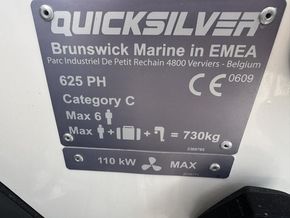 QUICKSILVER
Brunswick Marine in EMEA
Parc Industriel De Petit Rechain 4800 Verviers - Belgium
CE 0609
625 PH
Category C
Max 6
Max + + = 730kg
110 kW MAX